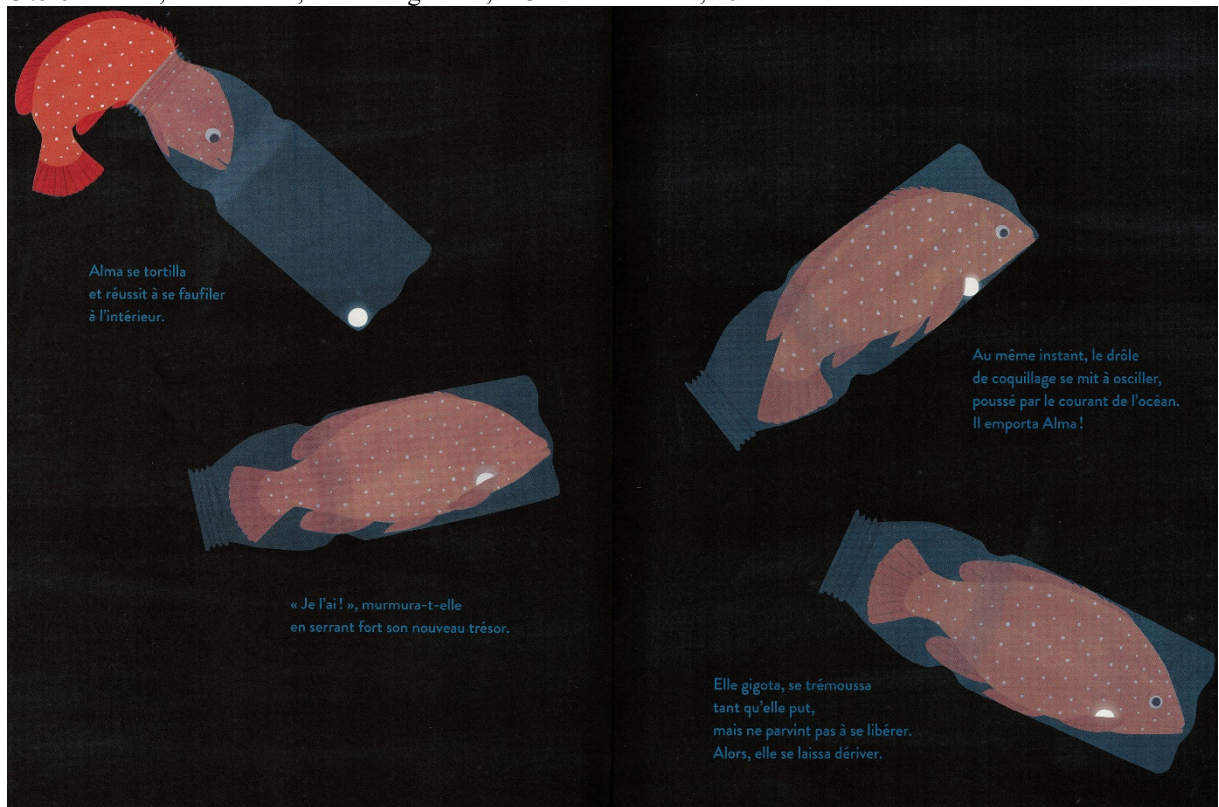 Alma se tortilla
et réussit à se faufiler
à l'intérieur.
« Je l'ai ! », murmura-t-elle
en serrant fort son nouveau trésor.
Au même instant, le drôle
de coquillage se mit à osciller,
poussé par le courant de l'océan.
Il emporta Alma !
Elle gigota, se trémoussa
tant qu'elle put,
mais ne parvint pas à se libérer.
Alors, elle se laissa dériver.